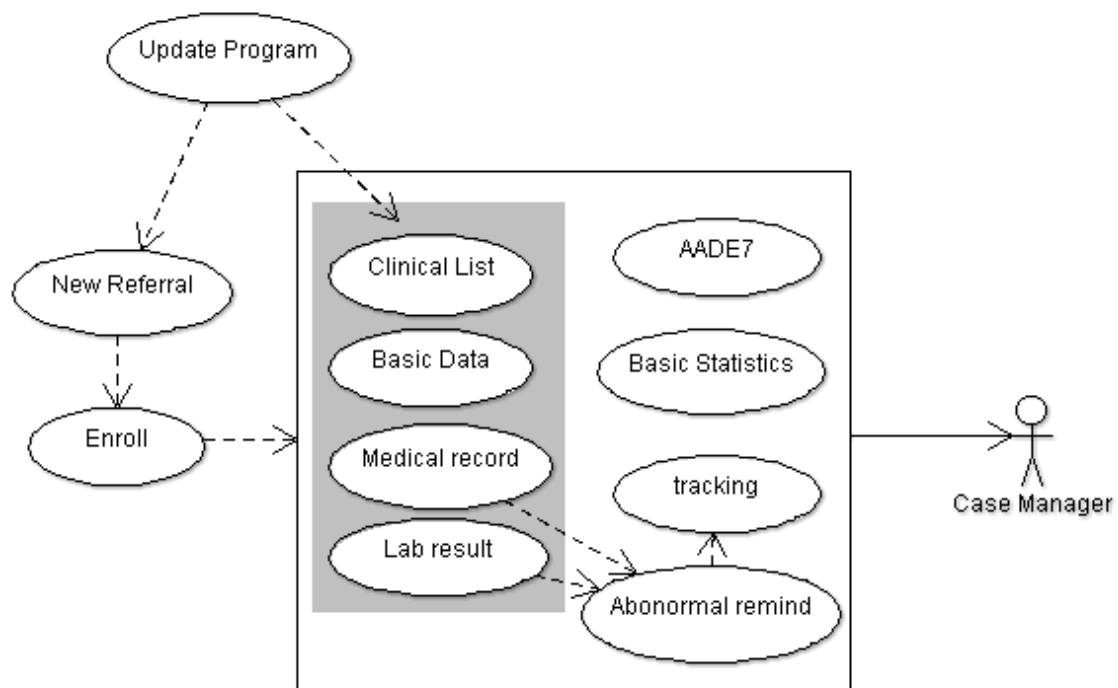 Update Program
New Referral
Enroll
Clinical List
Basic Data
Medical record
Lab result
AADE7
Basic Statistics
tracking
Abonormal remind
Case Manager